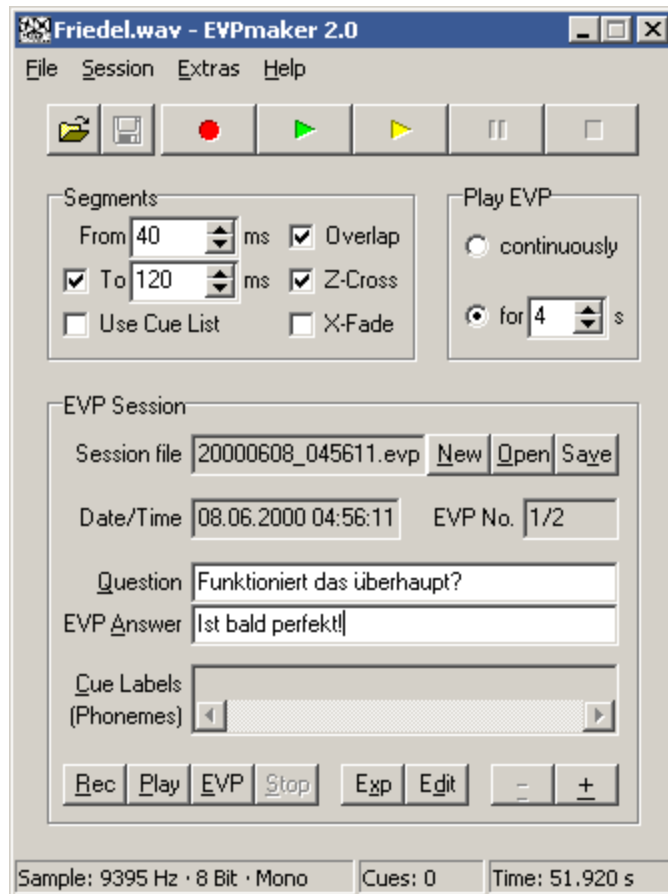 Friedel.wav - EVPmaker 2.0
File Session Extras Help
Segments
From 40 ms Overlap
To 120 ms Z-Cross
Use Cue List X-Fade
Play EVP
continuously
for 4 s
EVP Session
Session file 20000608_045611.evp New Open Save
Date/Time 08.06.2000 04:56:11 EVP No. 1/2
Question Funktioniert das überhaupt?
EVP Answer Ist bald perfekt!
Cue Labels
(Phonemes)
Rec Play EVP Stop Exp Edit - +
Sample: 9395 Hz · 8 Bit · Mono Cues: 0 Time: 51.920 s